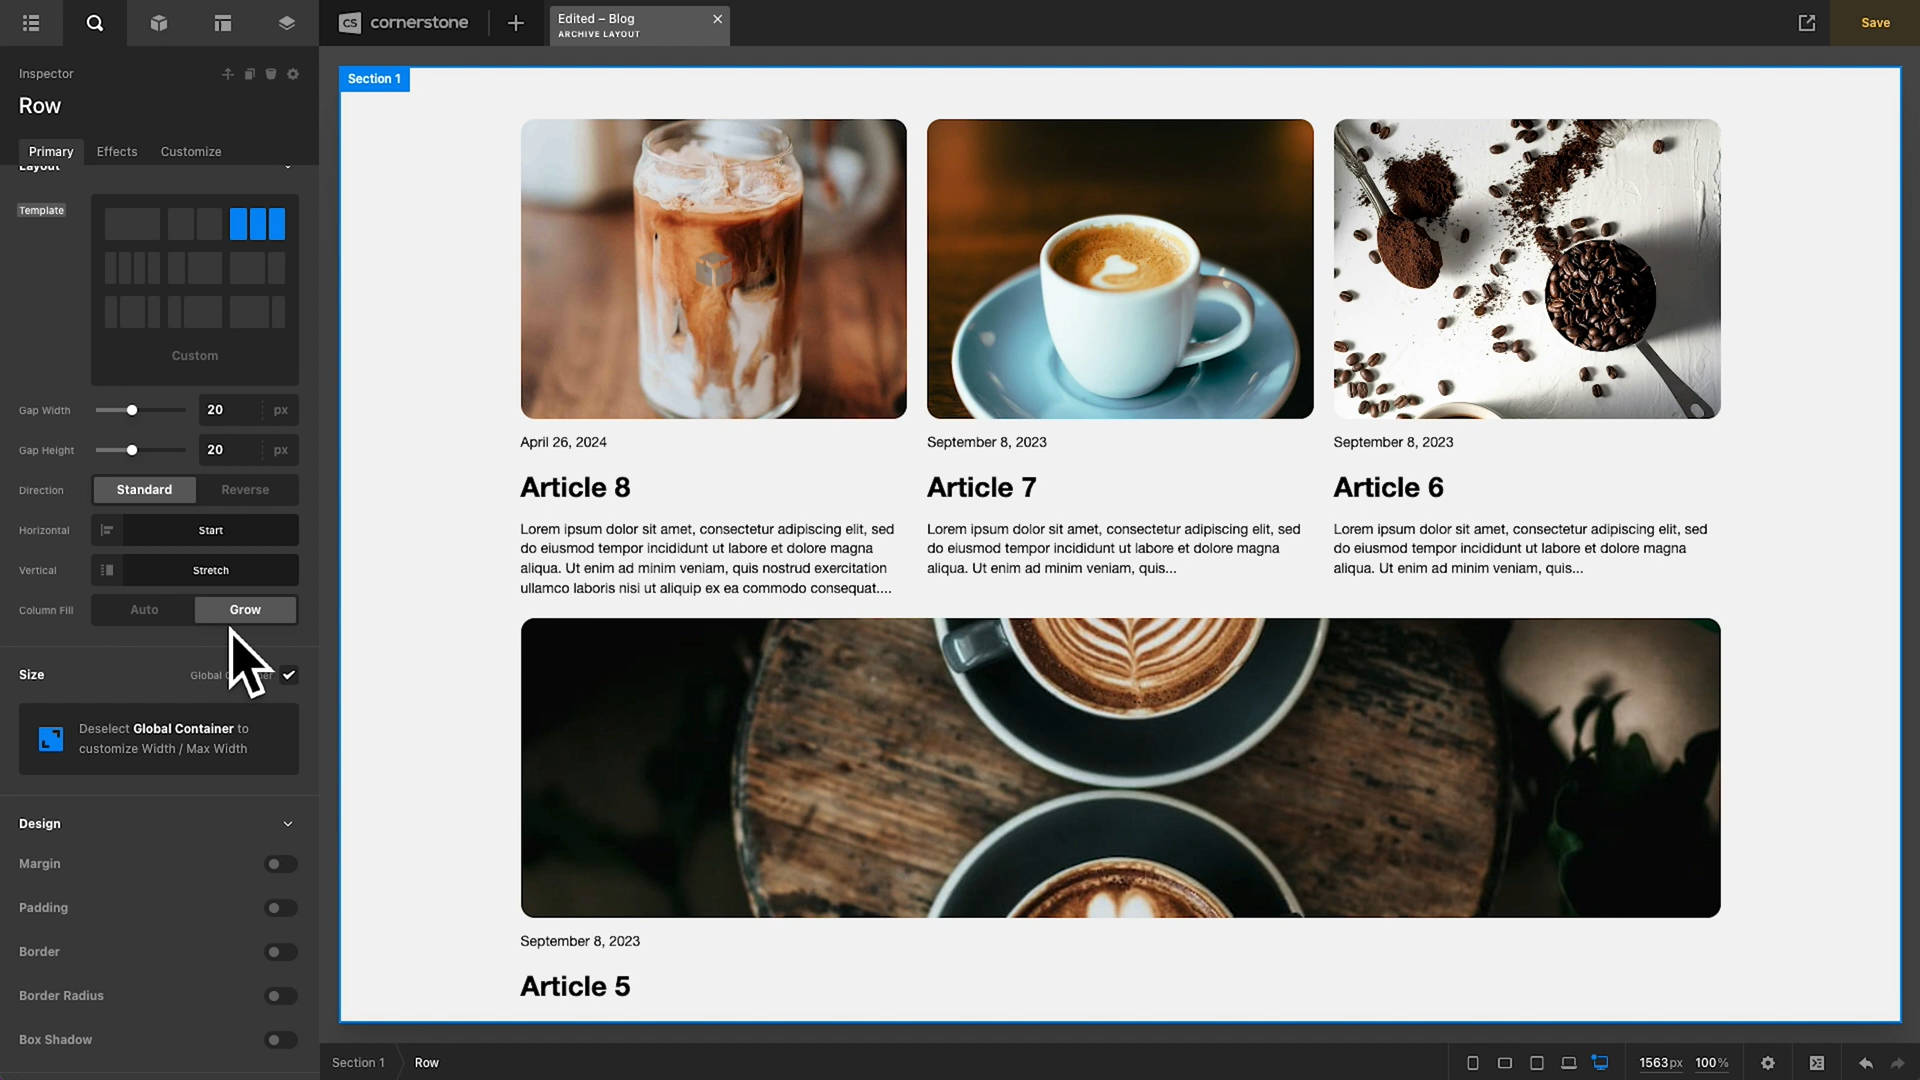 cs cornerstone
Edited – Blog
ARCHIVE LAYOUT
Save
Inspector
Row
Primary
Effects
Customize
Layout
Template
Custom
Gap Width
20
px
Gap Height
20
px
Direction
Standard
Reverse
Horizontal
Start
Vertical
Stretch
Column Fill
Auto
Grow
Size
Global
Deselect Global Container to
customize Width / Max Width
Design
Margin
Padding
Border
Border Radius
Box Shadow
Section 1
April 26, 2024
Article 8
Lorem ipsum dolor sit amet, consectetur adipiscing elit, sed
do eiusmod tempor incididunt ut labore et dolore magna
aliqua. Ut enim ad minim veniam, quis nostrud exercitation
ullamco laboris nisi ut aliquip ex ea commodo consequat....
September 8, 2023
Article 7
Lorem ipsum dolor sit amet, consectetur adipiscing elit, sed
do eiusmod tempor incididunt ut labore et dolore magna
aliqua. Ut enim ad minim veniam, quis...
September 8, 2023
Article 6
Lorem ipsum dolor sit amet, consectetur adipiscing elit, sed
do eiusmod tempor incididunt ut labore et dolore magna
aliqua. Ut enim ad minim veniam, quis...
September 8, 2023
Article 5
Section 1
Row
1563px
100%